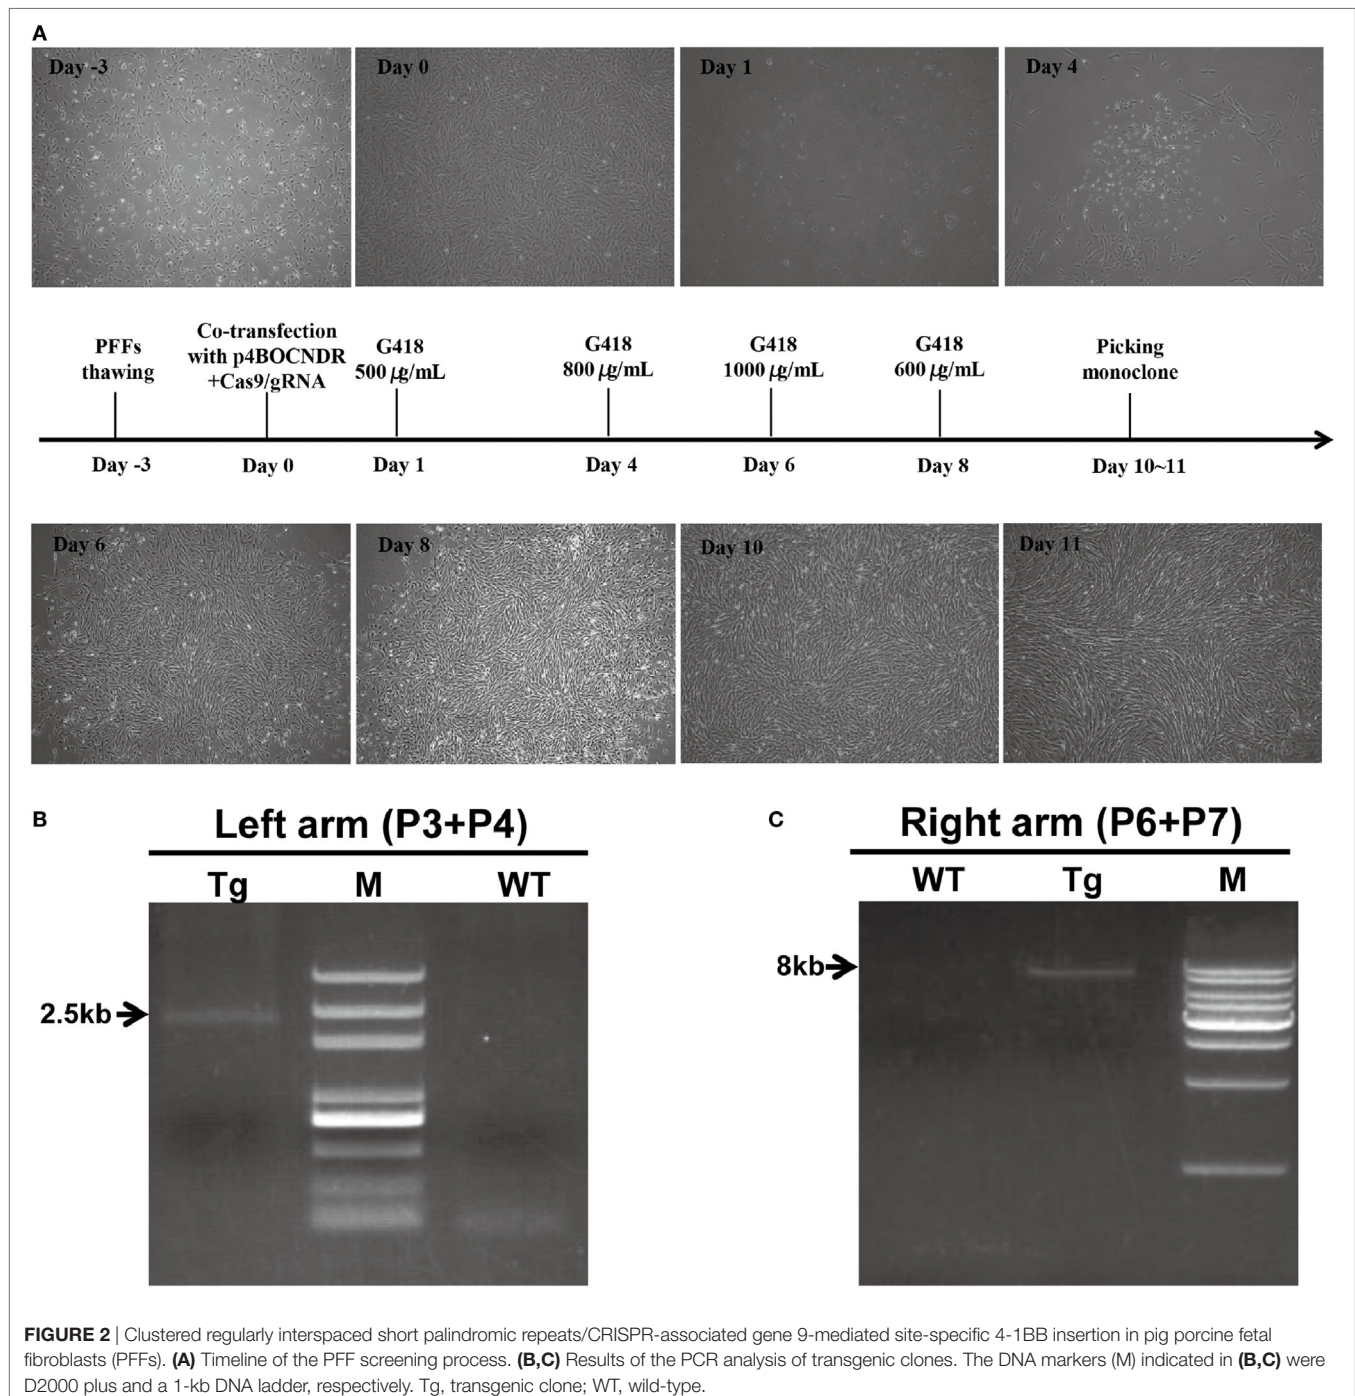 A
Day -3
Day 0
Day 1
Day 4
PFFs
thawing
Co-transfection
with p4BOCNDR
+Cas9/gRNA
G418
500 µg/mL
G418
800 µg/mL
G418
1000 µg/mL
G418
600 µg/mL
Picking
monoclone
Day -3
Day 0
Day 1
Day 4
Day 6
Day 8
Day 10~11
Day 6
Day 8
Day 10
Day 11
B
Left arm (P3+P4)
Tg
M
WT
2.5kb
C
Right arm (P6+P7)
WT
Tg
M
8kb
FIGURE 2 | Clustered regularly interspaced short palindromic repeats/CRISPR-associated gene 9-mediated site-specific 4-1BB insertion in pig porcine fetal
fibroblasts (PFFs). (A) Timeline of the PFF screening process. (B,C) Results of the PCR analysis of transgenic clones. The DNA markers (M) indicated in (B,C) were
D2000 plus and a 1-kb DNA ladder, respectively. Tg, transgenic clone; WT, wild-type.